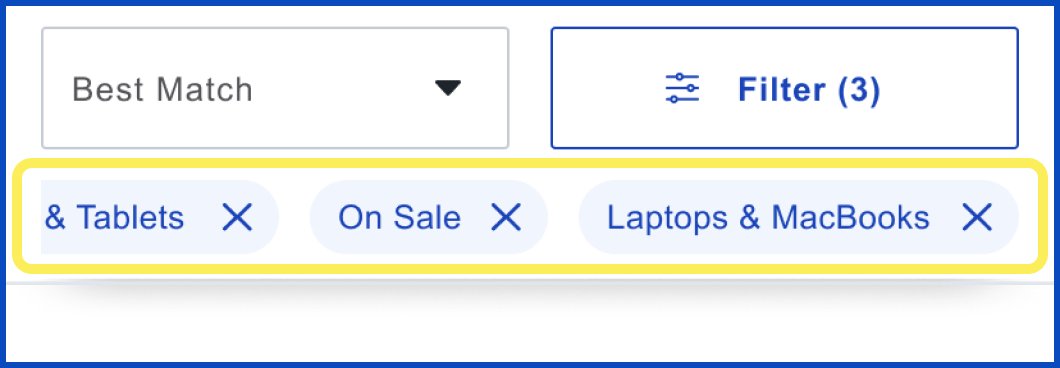 Best Match
Filter (3)
& Tablets
On Sale
Laptops & MacBooks